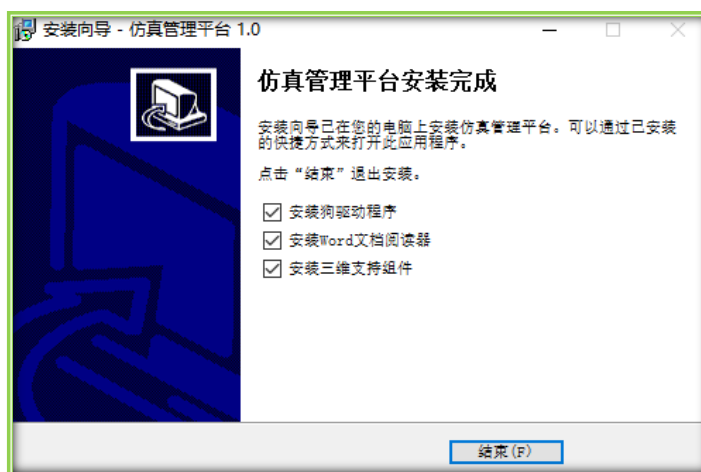 安装向导 - 仿真管理平台 1.0
仿真管理平台安装完成
安装向导已在您的电脑上安装仿真管理平台。可以通过已安装
的快捷方式来打开此应用程序。
点击“结束”退出安装。
安装狗驱动程序
安装Word文档阅读器
安装三维支持组件
结束(F)